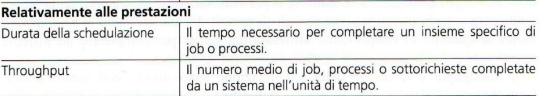 Relativamente alle prestazioni
Durata della schedulazione
Il tempo necessario per completare un insieme specifico di
job o processi.
Throughput
Il numero medio di job, processi o sottorichieste completate
da un sistema nell'unità di tempo.